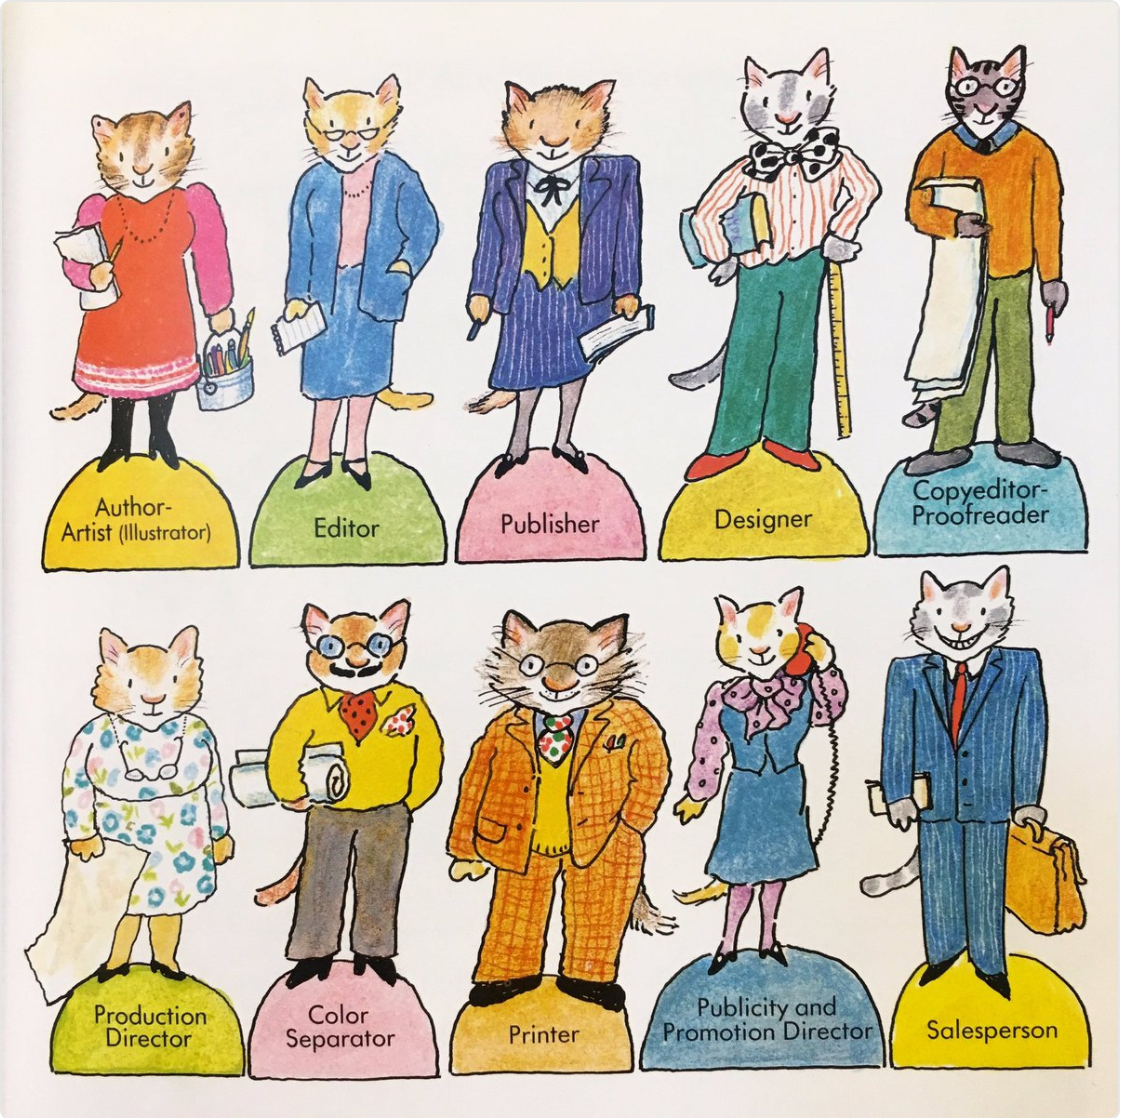 Author-
Artist (Illustrator)
Editor
Publisher
Designer
Copyeditor-
Proofreader
Production
Director
Color
Separator
Printer
Publicity and
Promotion Director
Salesperson